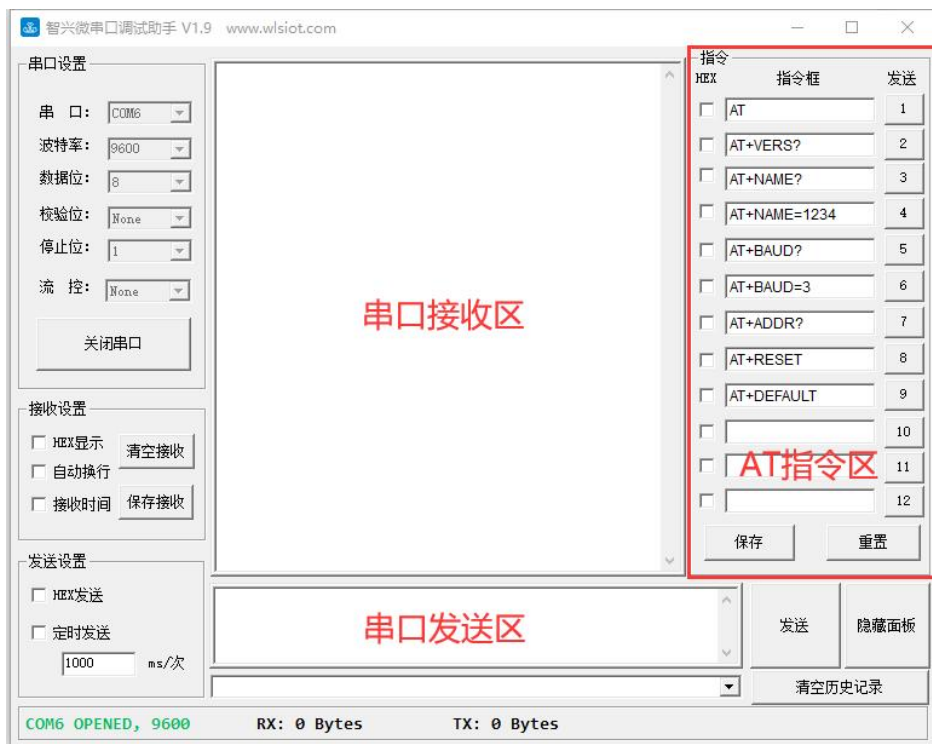 智兴微串口调试助手 V1.9 www.wlsiot.com
串口设置
串 口： COM6
波特率： 9600
数据位： 8
校验位： None
停止位： 1
流 控： None
关闭串口
接收设置
HEX显示
清空接收
自动换行
接收时间
保存接收
发送设置
HEX发送
定时发送
1000 ms/次
串口接收区
指令
HEX 指令框 发送
AT 1
AT+VERS? 2
AT+NAME? 3
AT+NAME=1234 4
AT+BAUD? 5
AT+BAUD=3 6
AT+ADDR? 7
AT+RESET 8
AT+DEFAULT 9
10
AT指令区 11
12
保存 重置
串口发送区
发送 隐藏面板
清空历史记录
COM6 OPENED, 9600 RX: 0 Bytes TX: 0 Bytes